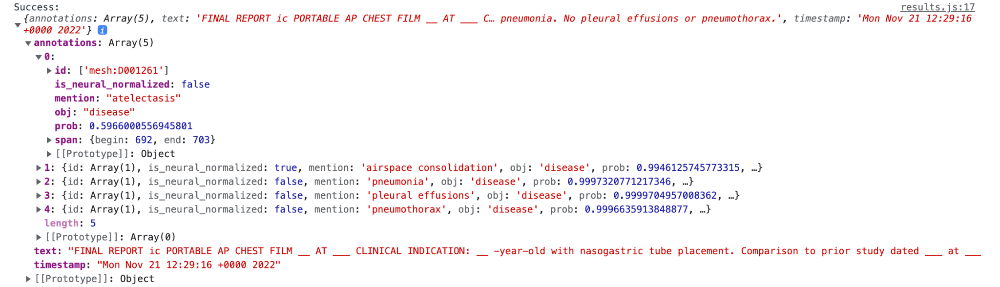 Success:
results.js:17
{annotations: Array(5), text: 'FINAL REPORT ic PORTABLE AP CHEST FILM __ AT ___ C… pneumonia. No pleural effusions or pneumothorax.', timestamp: 'Mon Nov 21 12:29:16
+0000 2022'} i
annotations: Array(5)
0:
id: ['mesh:D001261']
is_neural_normalized: false
mention: "atelectasis"
obj: "disease"
prob: 0.5966000556945801
span: {begin: 692, end: 703}
[[Prototype]]: Object
1: {id: Array(1), is_neural_normalized: true, mention: 'airspace consolidation', obj: 'disease', prob: 0.9946125745773315, …}
2: {id: Array(1), is_neural_normalized: false, mention: 'pneumonia', obj: 'disease', prob: 0.9997320771217346, …}
3: {id: Array(1), is_neural_normalized: false, mention: 'pleural effusions', obj: 'disease', prob: 0.9999704957008362, …}
4: {id: Array(1), is_neural_normalized: false, mention: 'pneumothorax', obj: 'disease', prob: 0.9996635913848877, …}
length: 5
[[Prototype]]: Array(0)
text: "FINAL REPORT ic PORTABLE AP CHEST FILM __ AT ___ CLINICAL INDICATION: __ -year-old with nasogastric tube placement. Comparison to prior study dated ___ at ___
timestamp: "Mon Nov 21 12:29:16 +0000 2022"
[[Prototype]]: Object